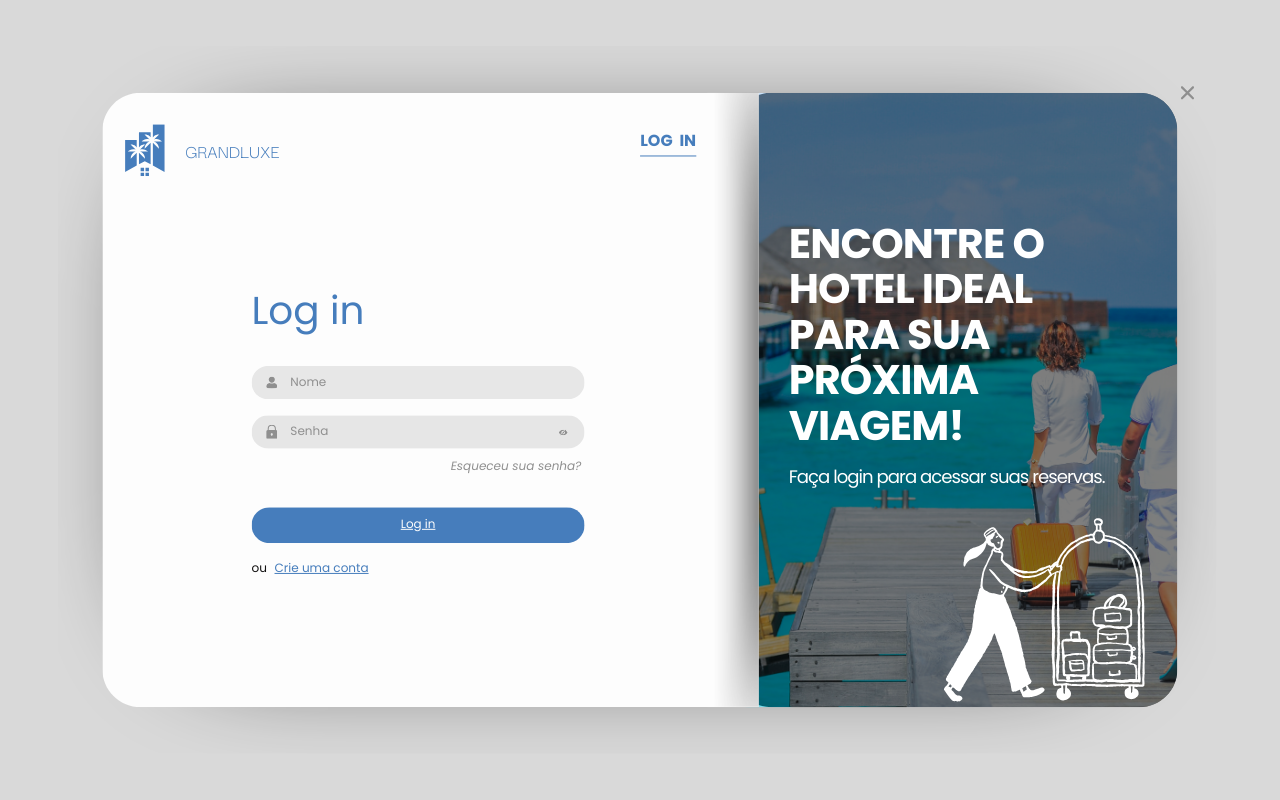 GRANDLUXE
LOG IN
Log in
Nome
Senha
Esqueceu sua senha?
Log in
ou Crie uma conta
ENCONTRE O
HOTEL IDEAL
PARA SUA
PRÓXIMA
VIAGEM!
Faça login para acessar suas reservas.